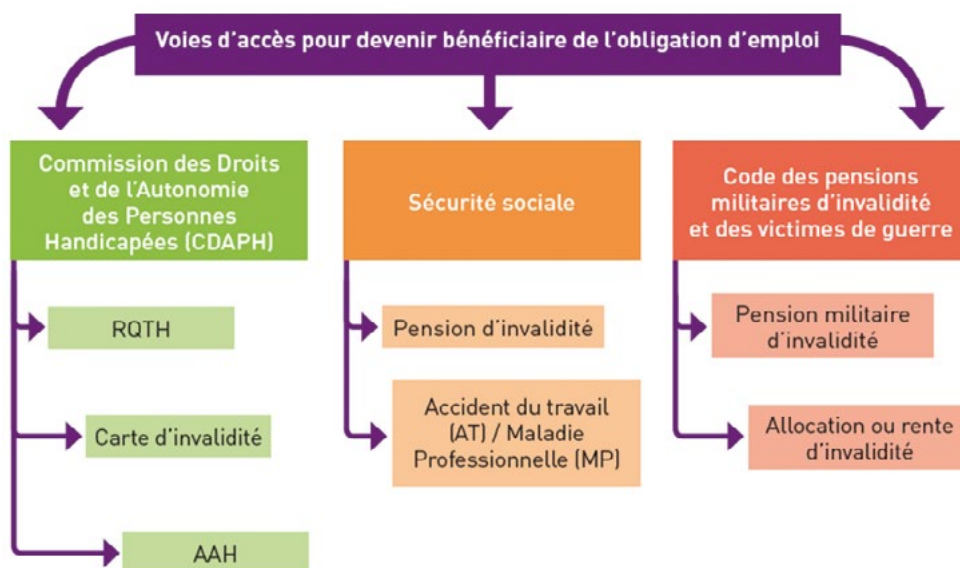 Voies d'accès pour devenir bénéficiaire de l'obligation d'emploi
Commission des Droits
et de l'Autonomie
des Personnes
Handicapées (CDAPH)
RQTH
Carte d'invalidité
AAH
Sécurité sociale
Pension d'invalidité
Accident du travail
(AT) / Maladie
Professionnelle (MP)
Code des pensions
militaires d'invalidité
et des victimes de guerre
Pension militaire
d'invalidité
Allocation ou rente
d'invalidité